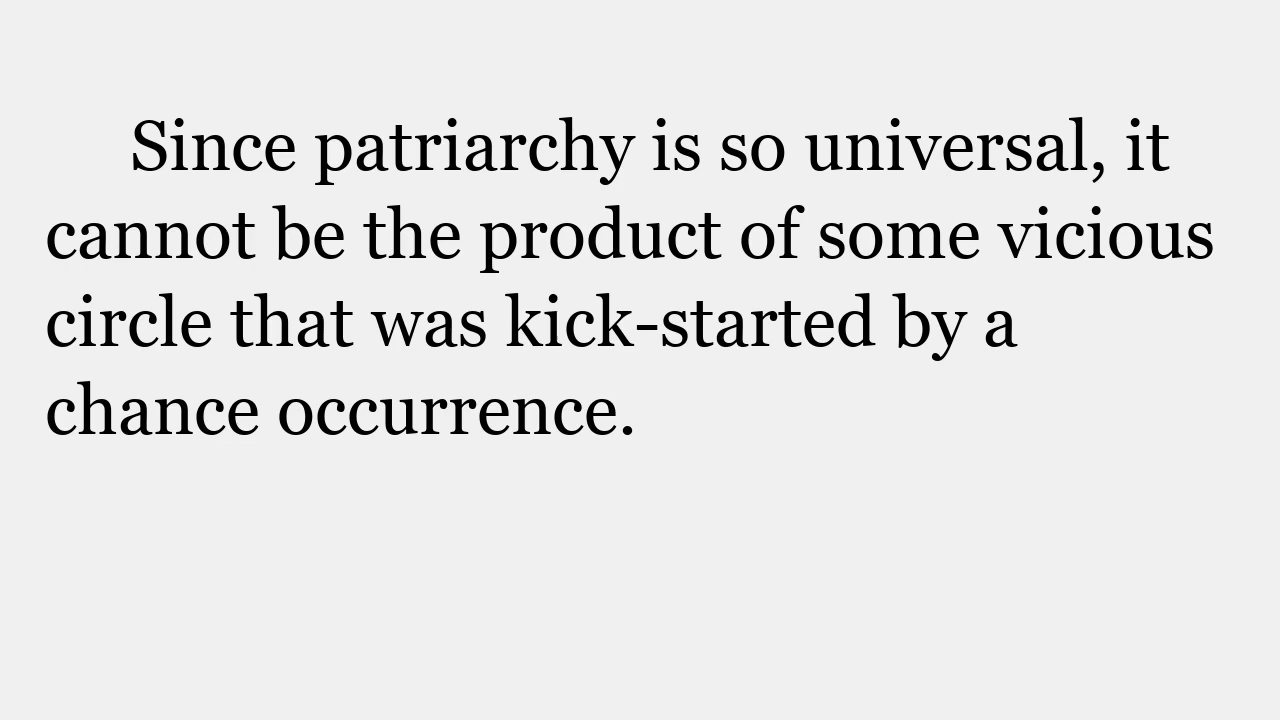 Since patriarchy is so universal, it
cannot be the product of some vicious
circle that was kick-started by a
chance occurrence.